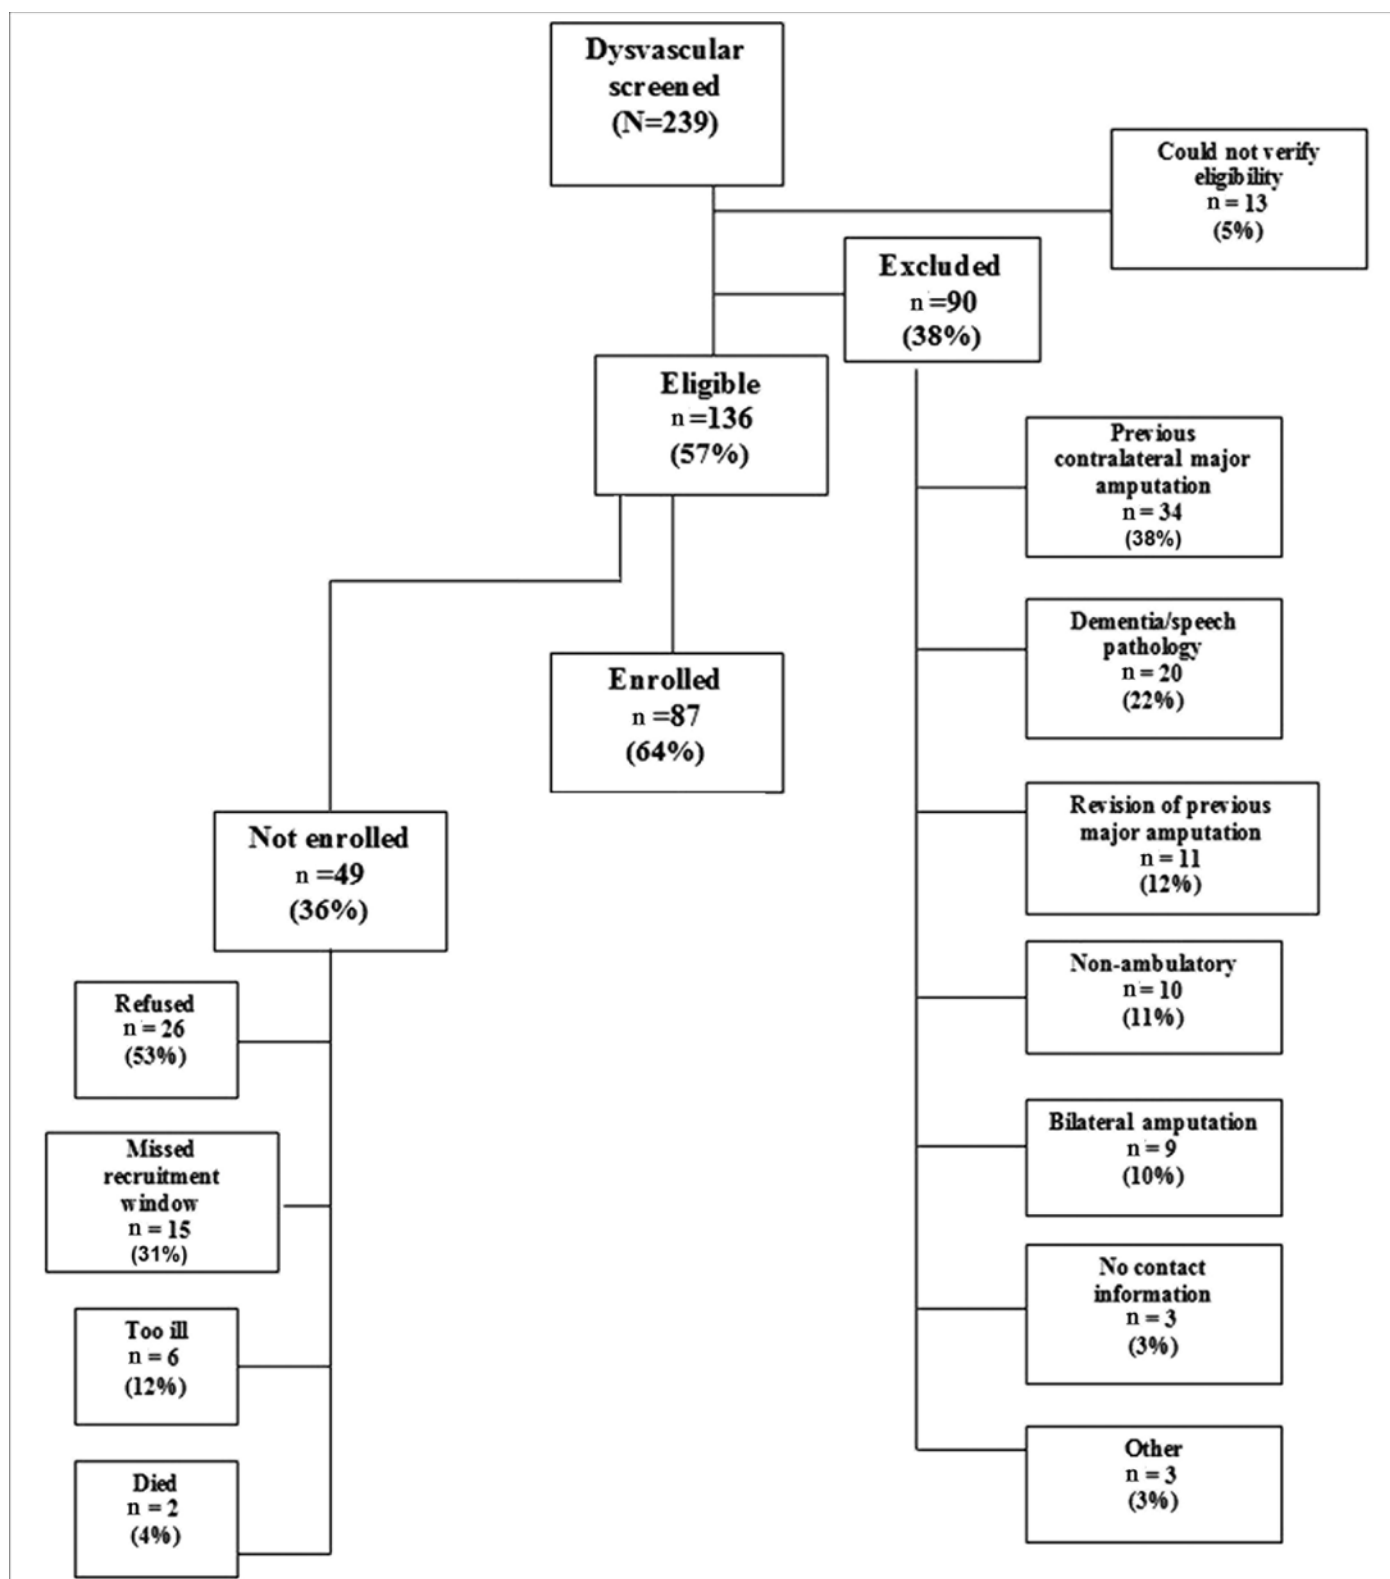 Dysvascular
screened
(N=239)
Could not verify
eligibility
n = 13
(5%)
Excluded
n =90
(38%)
Eligible
n =136
(57%)
Previous
contralateral major
amputation
n = 34
(38%)
Dementia/speech
pathology
n = 20
(22%)
Enrolled
n =87
(64%)
Revision of previous
major amputation
n = 11
(12%)
Not enrolled
n =49
(36%)
Non-ambulatory
n = 10
(11%)
Refused
n = 26
(53%)
Bilateral amputation
n = 9
(10%)
Missed
recruitment
window
n = 15
(31%)
No contact
information
n = 3
(3%)
Too ill
n = 6
(12%)
Other
n = 3
(3%)
Died
n = 2
(4%)